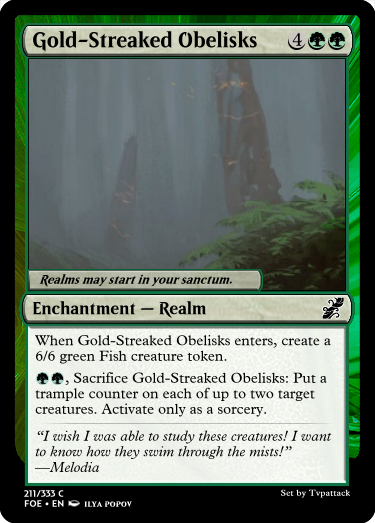 Gold-Streaked Obelisks 4
Realms may start in your sanctum.
Enchantment — Realm
When Gold-Streaked Obelisks enters, create a
6/6 green Fish creature token.
, Sacrifice Gold-Streaked Obelisks: Put a
trample counter on each of up to two target
creatures. Activate only as a sorcery.
“I wish I was able to study these creatures! I want
to know how they swim through the mists!”
—Melodia
211/333 C
FOE • EN ILYA POPOV
Set by Tvpattack